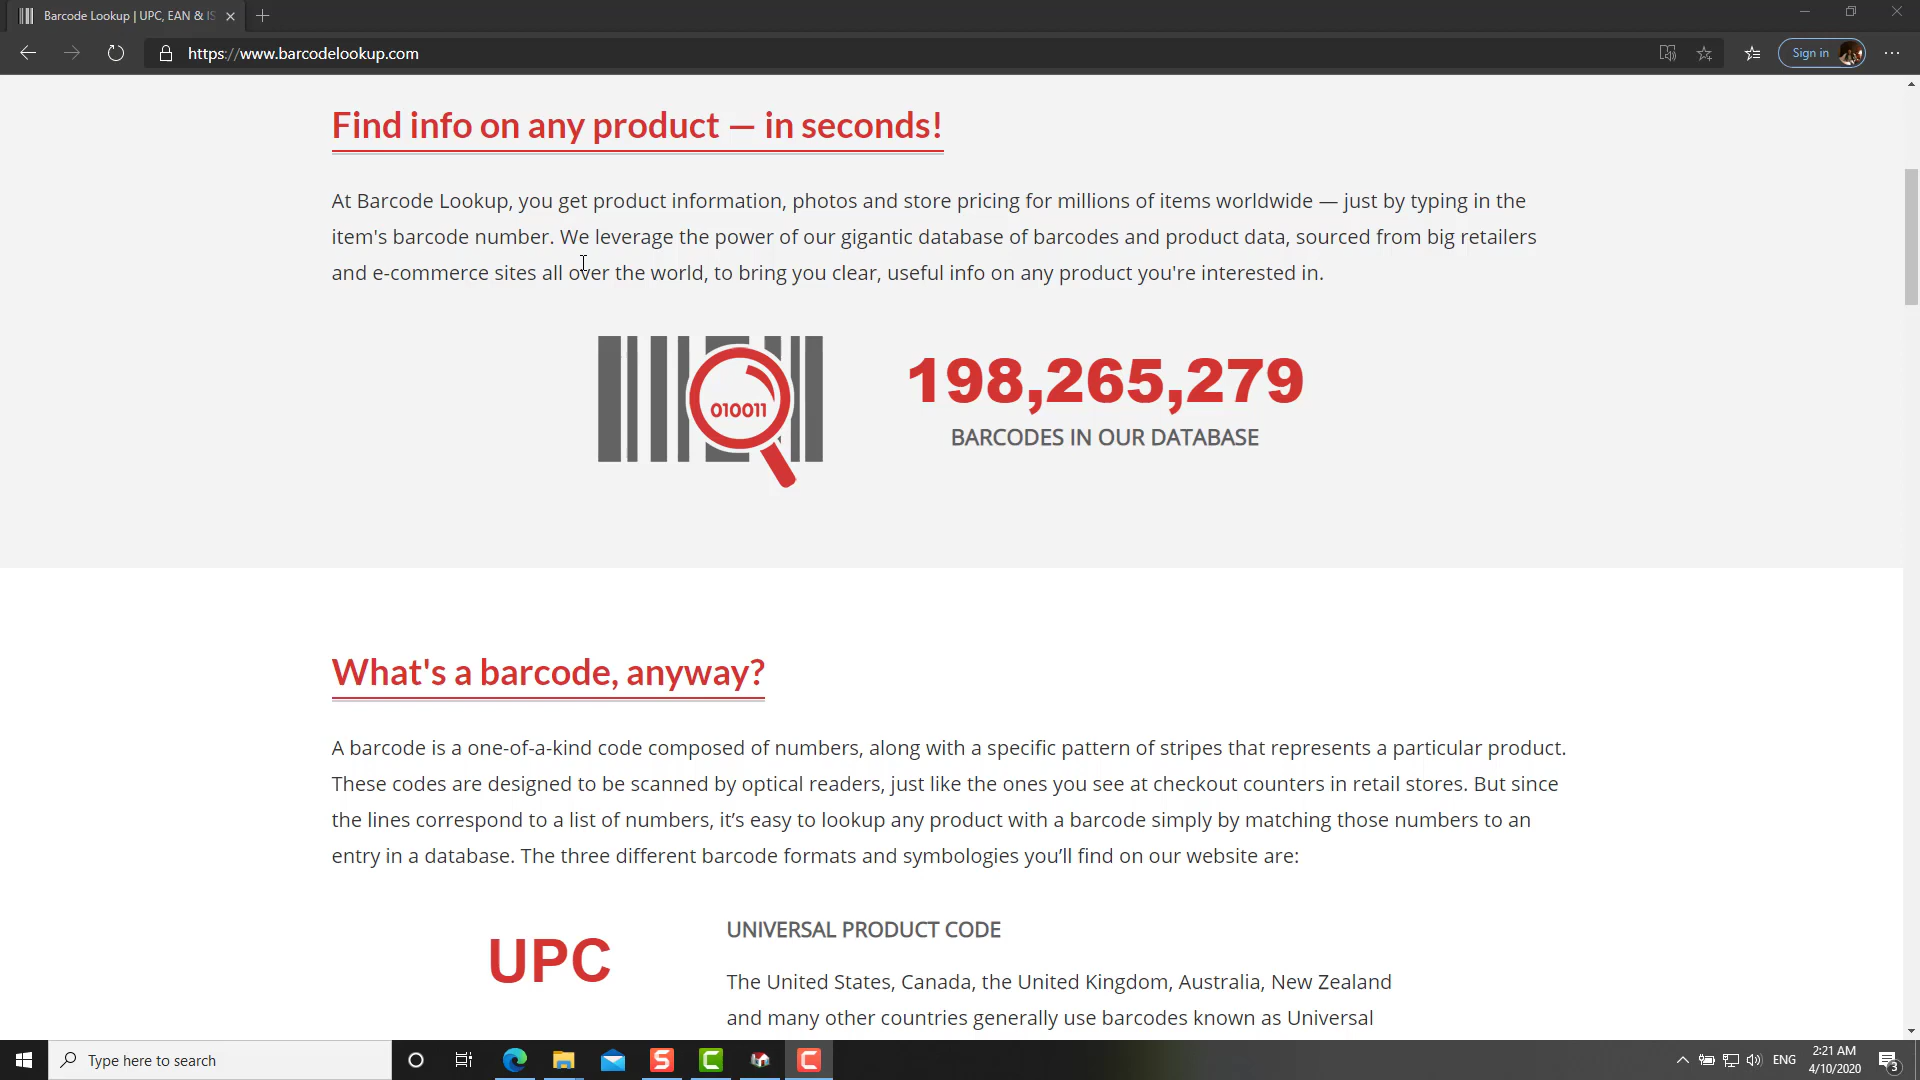 Barcode Lookup | UPC, EAN & IS
https://www.barcodelookup.com
Sign in
Find info on any product — in seconds!
At Barcode Lookup, you get product information, photos and store pricing for millions of items worldwide — just by typing in the
item's barcode number. We leverage the power of our gigantic database of barcodes and product data, sourced from big retailers
and e-commerce sites all over the world, to bring you clear, useful info on any product you're interested in.
010011
198,265,279
BARCODES IN OUR DATABASE
What's a barcode, anyway?
A barcode is a one-of-a-kind code composed of numbers, along with a specific pattern of stripes that represents a particular product.
These codes are designed to be scanned by optical readers, just like the ones you see at checkout counters in retail stores. But since
the lines correspond to a list of numbers, it’s easy to lookup any product with a barcode simply by matching those numbers to an
entry in a database. The three different barcode formats and symbologies you’ll find on our website are:
UPC
UNIVERSAL PRODUCT CODE
The United States, Canada, the United Kingdom, Australia, New Zealand
and many other countries generally use barcodes known as Universal
Type here to search
S
C
C
ENG
2:21 AM
4/10/2020
3